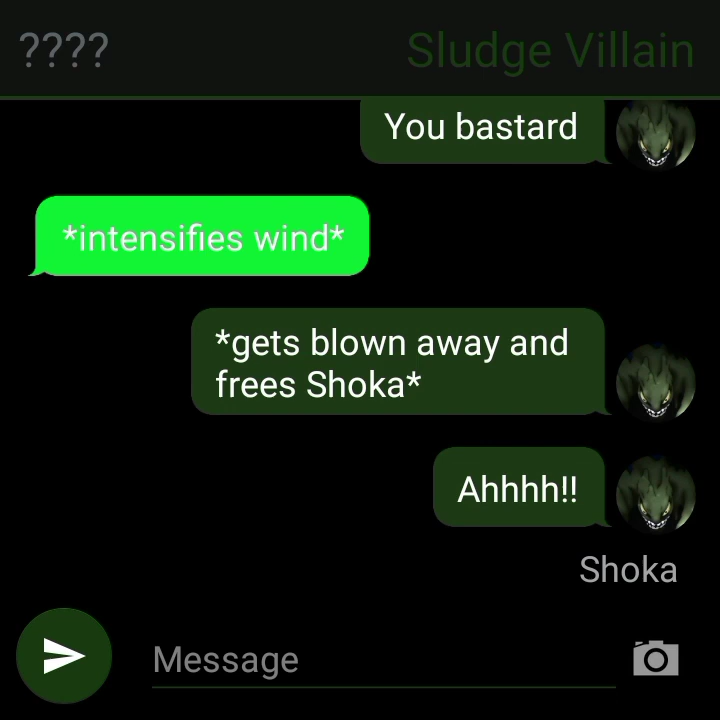 ????
Sludge Villain
You bastard
*intensifies wind*
*gets blown away and
frees Shoka*
Ahhhh!!
Shoka
Message